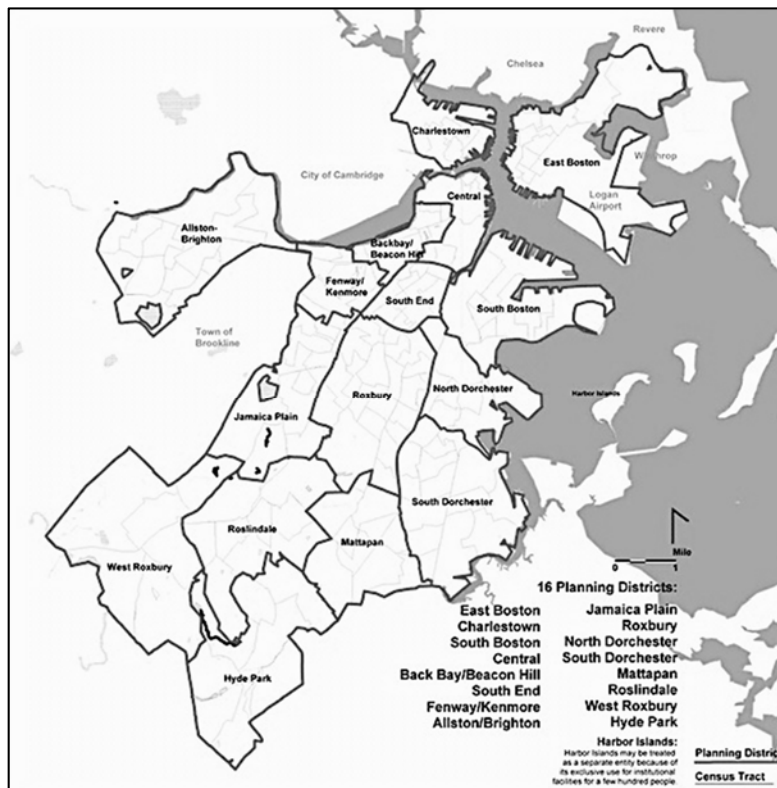 Revere
Chelsea
Charlestown
East Boston
Winthrop
City of Cambridge
Central
Logan
Airport
Allston-
Brighton
Backbay/
Beacon Hill
Fenway/
Kenmore
South End
South Boston
Town of
Brookline
North Dorchester
Harbor Islands
Roxbury
Jamaica Plain
South Dorchester
Roslindale
Mattapan
West Roxbury
Hyde Park
Mile
0 1
16 Planning Districts:
East Boston Jamaica Plain
Charlestown Roxbury
South Boston North Dorchester
Central South Dorchester
Back Bay/Beacon Hill Mattapan
South End Roslindale
Fenway/Kenmore West Roxbury
Allston/Brighton Hyde Park
Harbor Islands:
Harbor Islands may be treated
as a separate entity because of
its exclusive use for institutional
facilities for a few hundred people.
Planning Distric
Census Tract